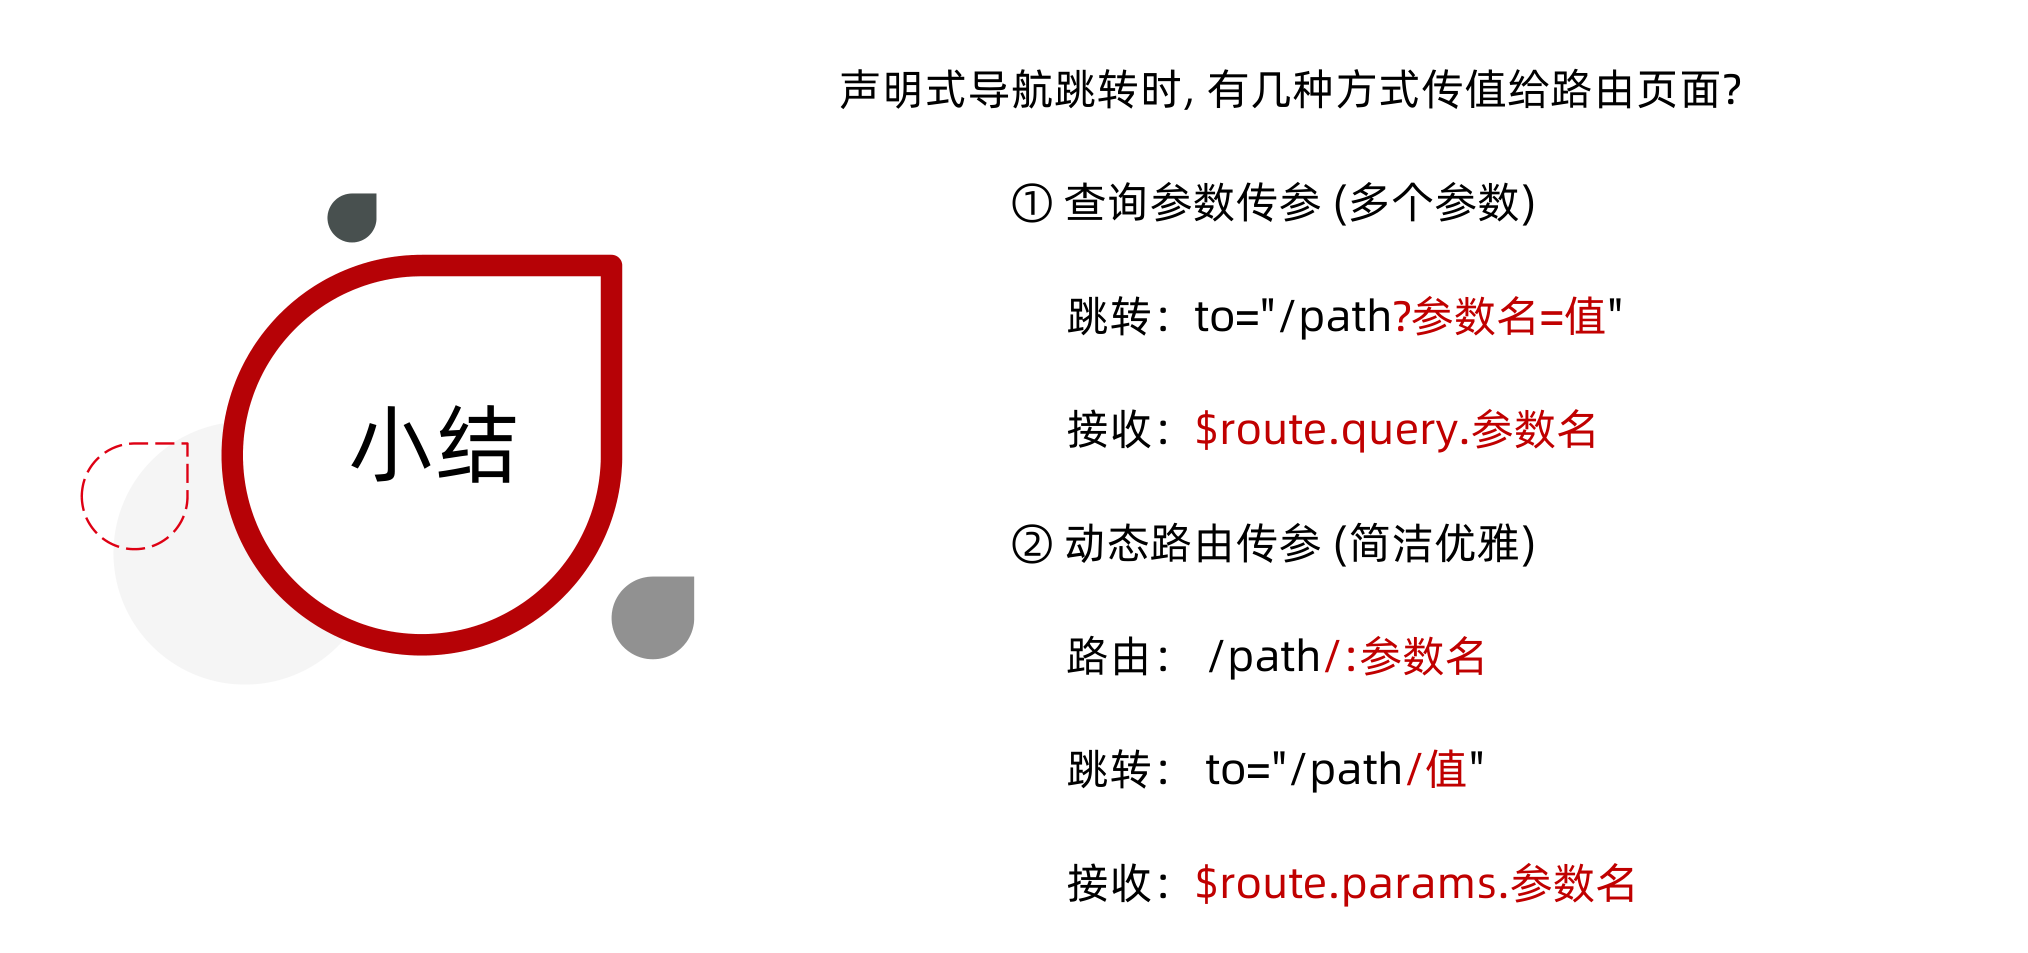 小结
声明式导航跳转时, 有几种方式传值给路由页面?
① 查询参数传参 (多个参数)
跳转：to="/path?参数名=值"
接收：$route.query.参数名
② 动态路由传参 (简洁优雅)
路由： /path/:参数名
跳转： to="/path/值"
接收：$route.params.参数名